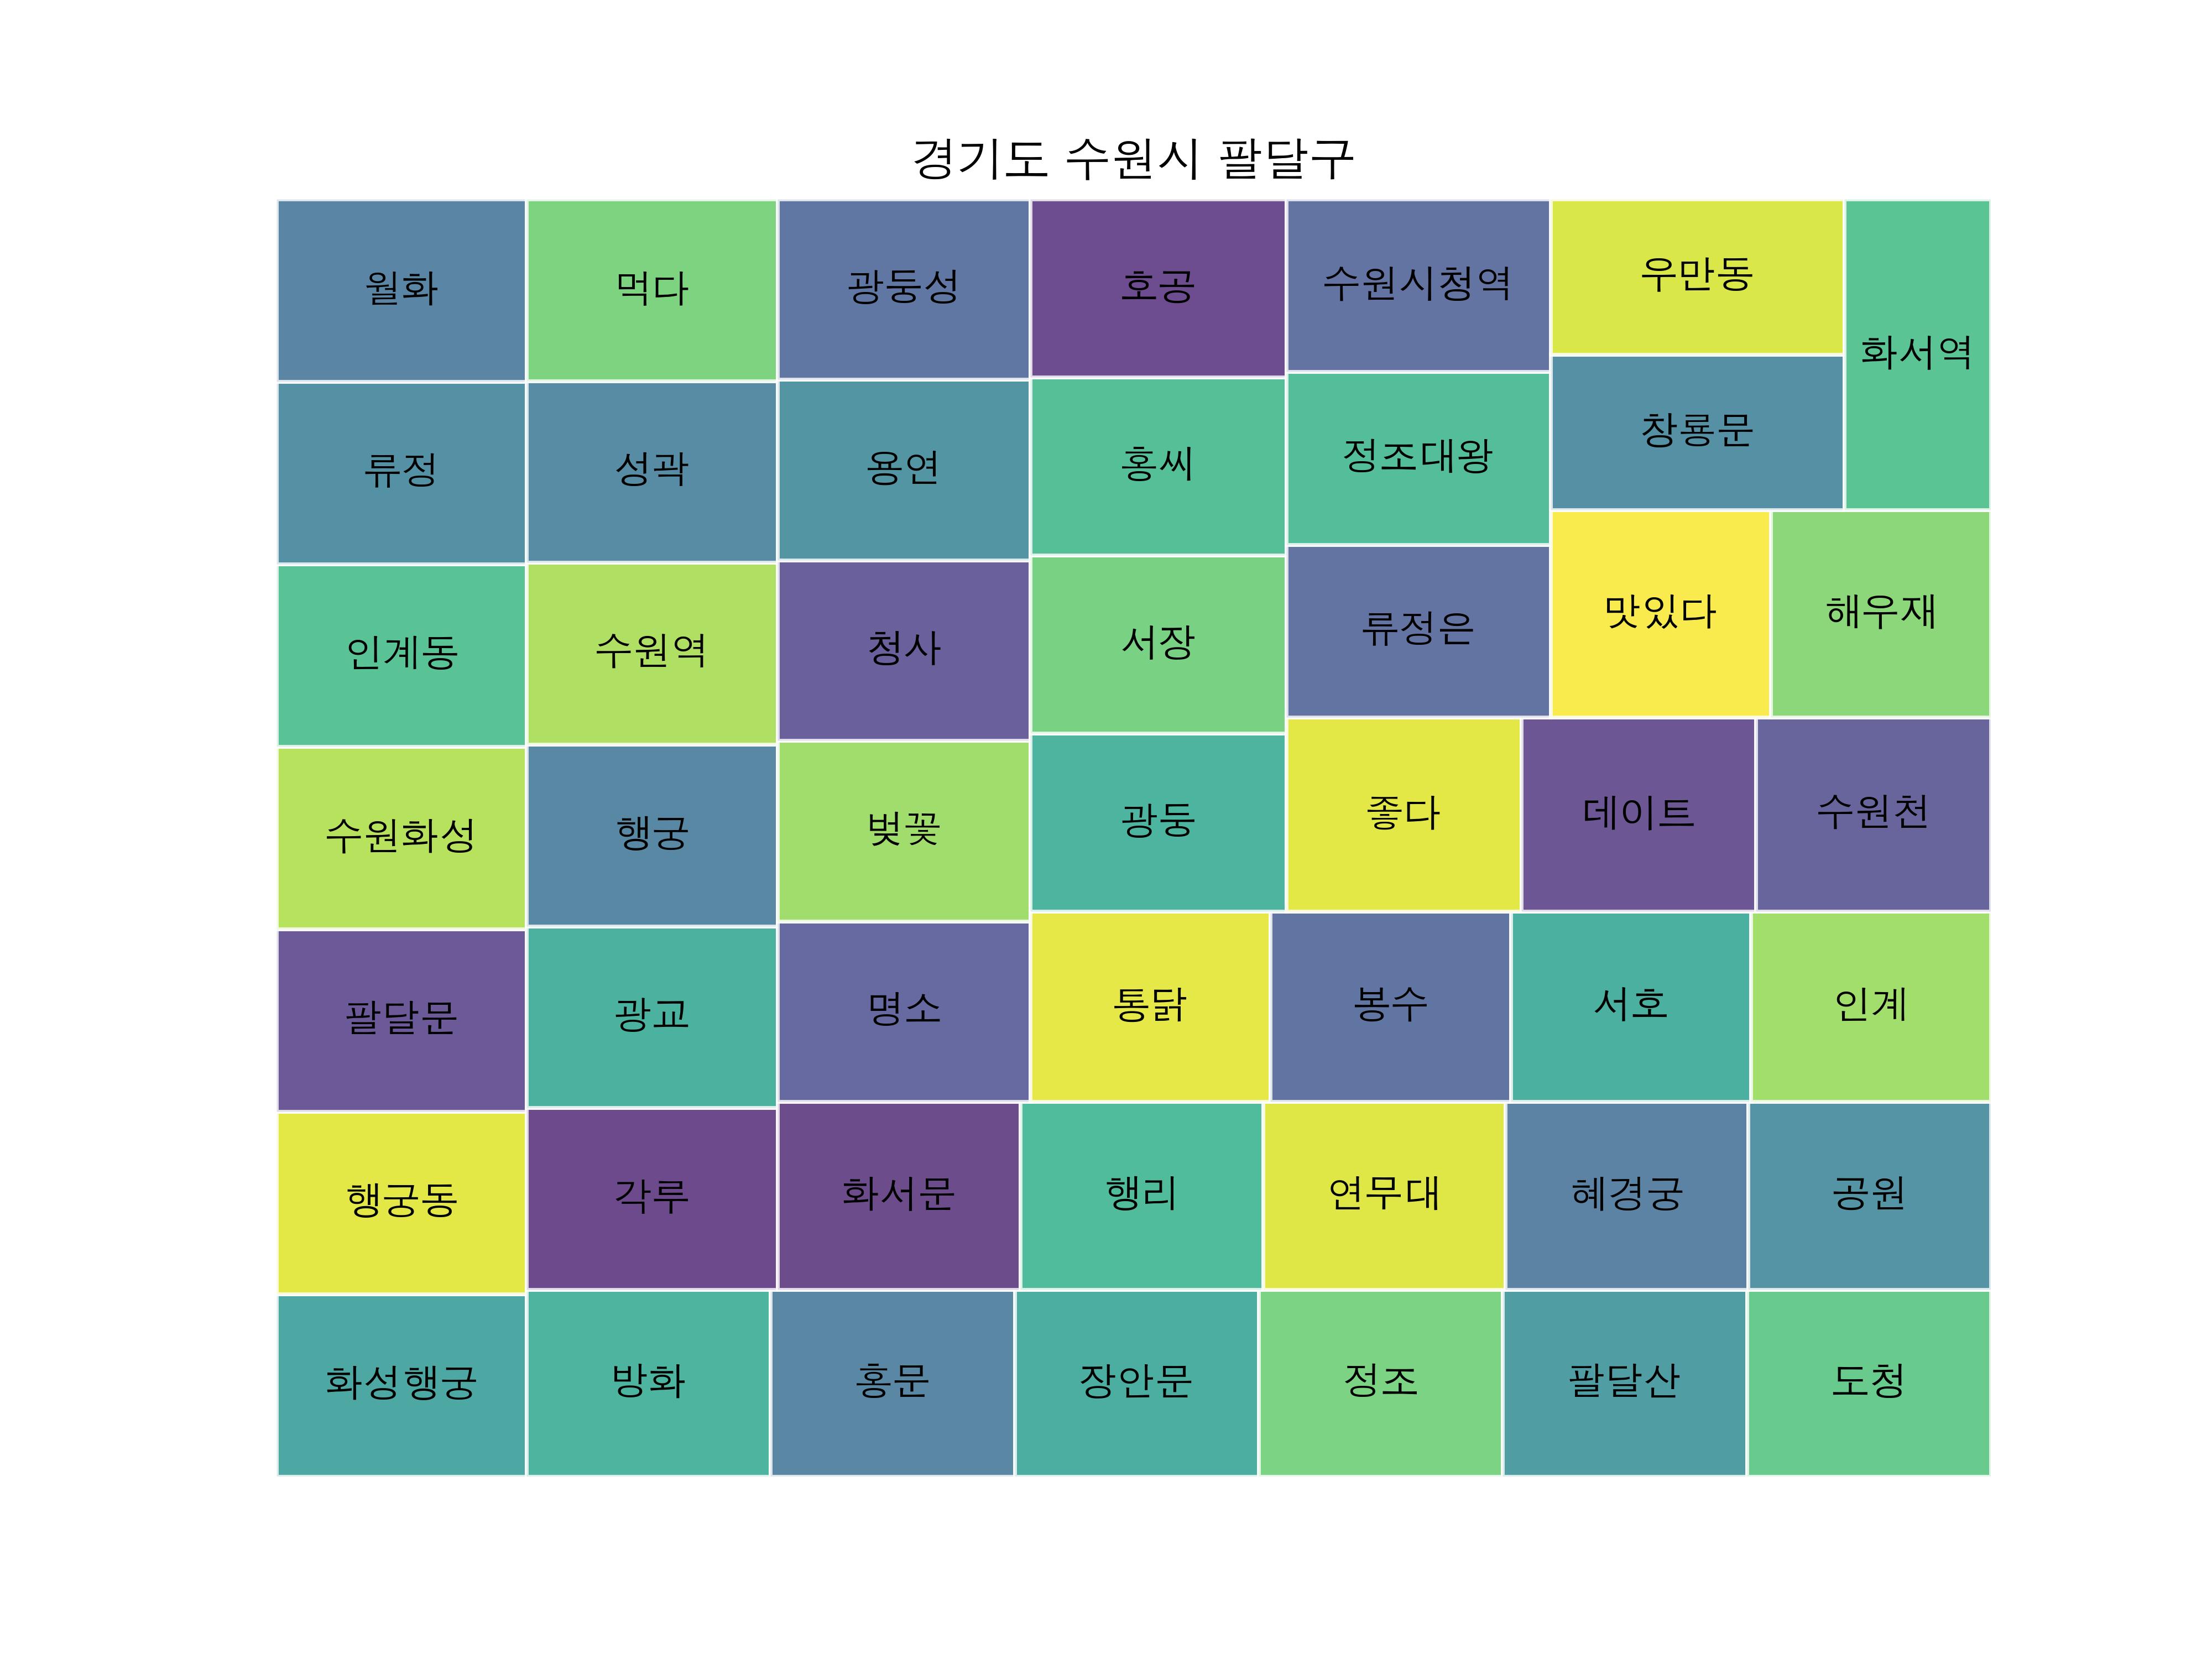 경기도 수원시 팔달구
월화
먹다
광둥성
호공
수원시청역
우만동
화서역
창룡문
류정
성곽
용연
홍씨
정조대왕
인계동
수원역
청사
서장
류정은
맛있다
해우재
수원화성
행궁
벚꽃
광둥
좋다
데이트
수원천
팔달문
광교
명소
통닭
봉수
서호
인계
행궁동
각루
화서문
행리
연무대
혜경궁
공원
화성행궁
방화
홍문
장안문
정조
팔달산
도청